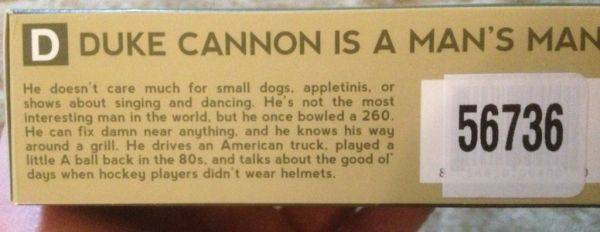 D DUKE CANNON IS A MAN'S MAN
He doesn't care much for small dogs, appletinis, or
shows about singing and dancing. He's not the most
interesting man in the world, but he once bowled a 260.
He can fix damn near anything, and he knows his way
around a grill. He drives an American truck, played a
little A ball back in the 80s, and talks about the good ol'
days when hockey players didn't wear helmets.
56736